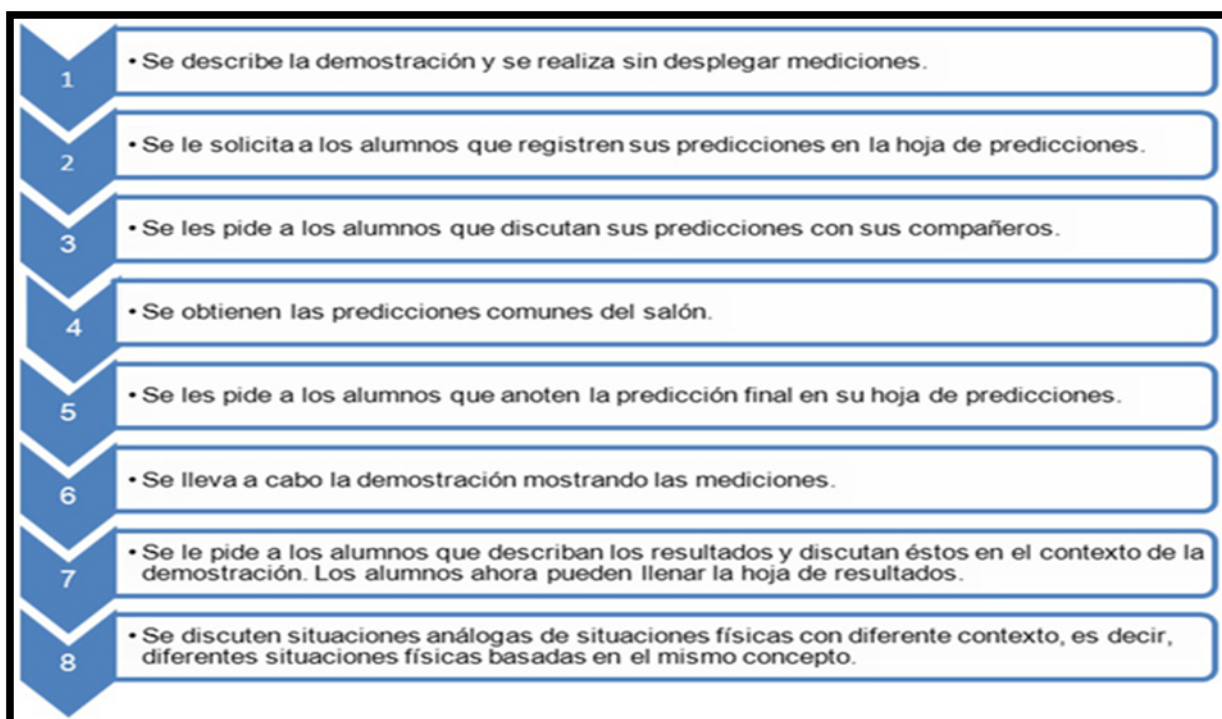 1
• Se describe la demostración y se realiza sin desplegar mediciones.
2
• Se le solicita a los alumnos que registren sus predicciones en la hoja de predicciones.
3
• Se les pide a los alumnos que discutan sus predicciones con sus compañeros.
4
• Se obtienen las predicciones comunes del salón.
5
• Se les pide a los alumnos que anoten la predicción final en su hoja de predicciones.
6
• Se lleva a cabo la demostración mostrando las mediciones.
7
• Se le pide a los alumnos que describan los resultados y discutan éstos en el contexto de la
demostración. Los alumnos ahora pueden llenar la hoja de resultados.
8
• Se discuten situaciones análogas de situaciones físicas con diferente contexto, es decir,
diferentes situaciones físicas basadas en el mismo concepto.